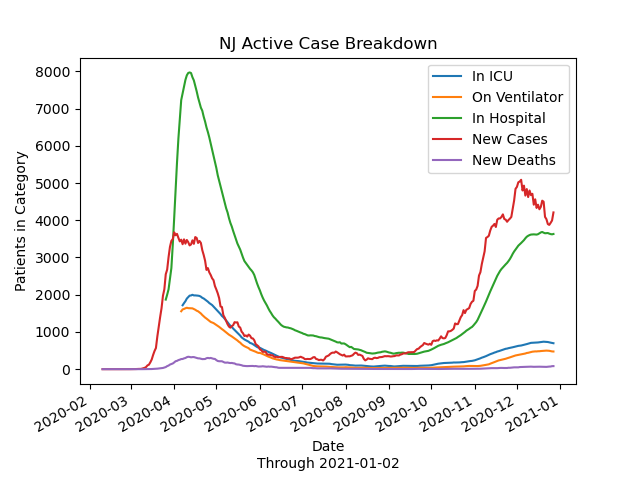 NJ Active Case Breakdown
In ICU
On Ventilator
In Hospital
New Cases
New Deaths
Patients in Category
8000
7000
6000
5000
4000
3000
2000
1000
0
2020-02
2020-03
2020-04
2020-05
2020-06
2020-07
2020-08
2020-09
2020-10
2020-11
2020-12
2021-01
Date
Through 2021-01-02